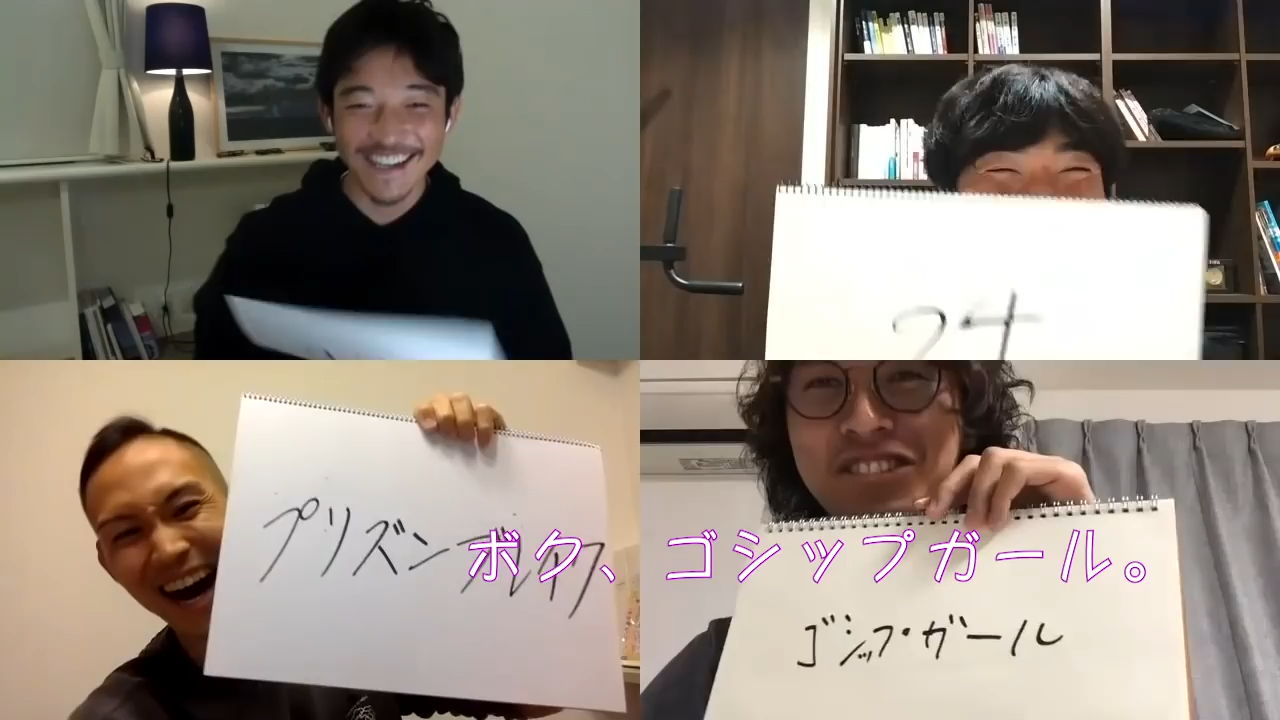 24
プリズンブレイク
ボク、ゴシップガール。
ゴシップガール